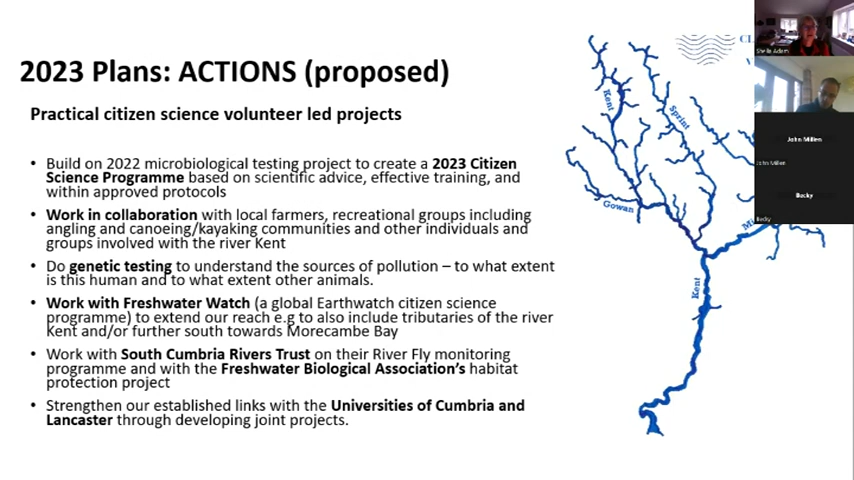 2023 Plans: ACTIONS (proposed)
Practical citizen science volunteer led projects
• Build on 2022 microbiological testing project to create a 2023 Citizen
Science Programme based on scientific advice, effective training, and
within approved protocols
• Work in collaboration with local farmers, recreational groups including
angling and canoeing/kayaking communities and other individuals and
groups involved with the river Kent
• Do genetic testing to understand the sources of pollution – to what extent
is this human and to what extent other animals.
• Work with Freshwater Watch (a global Earthwatch citizen science
programme) to extend our reach e.g to also include tributaries of the river
Kent and/or further south towards Morecambe Bay
• Work with South Cumbria Rivers Trust on their River Fly monitoring
programme and with the Freshwater Biological Association's habitat
protection project
• Strengthen our established links with the Universities of Cumbria and
Lancaster through developing joint projects.
Kent
Sprint
Gowan
Kent
John Millen
John Millen
Becky
Becky